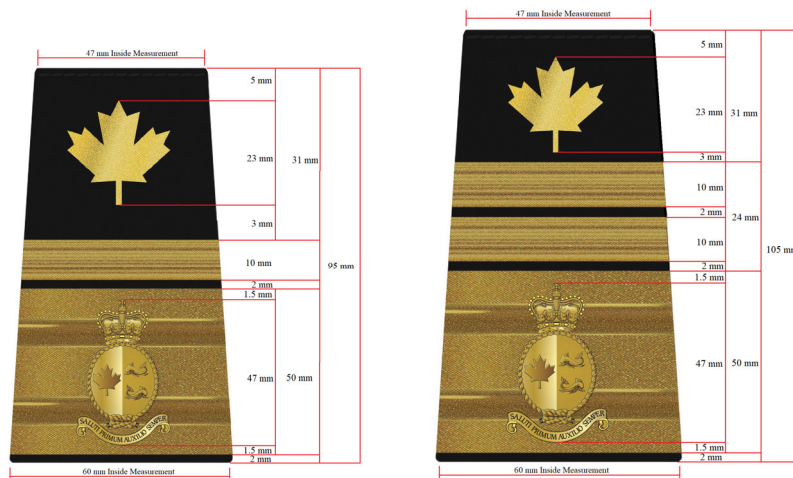 47 mm Inside Measurement
5 mm
23 mm
31 mm
3 mm
10 mm
95 mm
2 mm
1.5 mm
47 mm
50 mm
SALUTI PRIMUM AUXILIO SEMPER
1.5 mm
2 mm
60 mm Inside Measurement
47 mm Inside Measurement
5 mm
23 mm
31 mm
3 mm
10 mm
2 mm
24 mm
10 mm
105 mm
2 mm
1.5 mm
47 mm
50 mm
SALUTI PRIMUM AUXILIO SEMPER
1.5 mm
2 mm
60 mm Inside Measurement